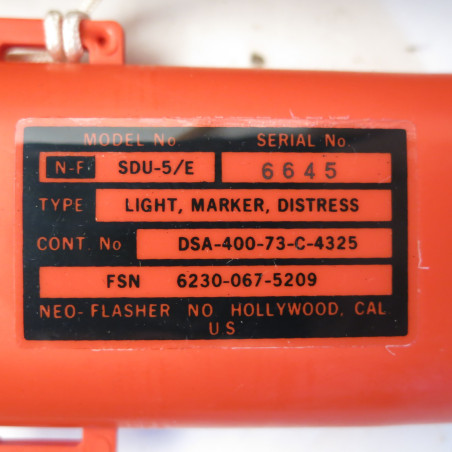 MODEL No. SERIAL No.
N-F SDU-5/E 6645
TYPE LIGHT, MARKER, DISTRESS
CONT. No DSA-400-73-C-4325
FSN 6230-067-5209
NEO-FLASHER NO HOLLYWOOD, CAL
U S